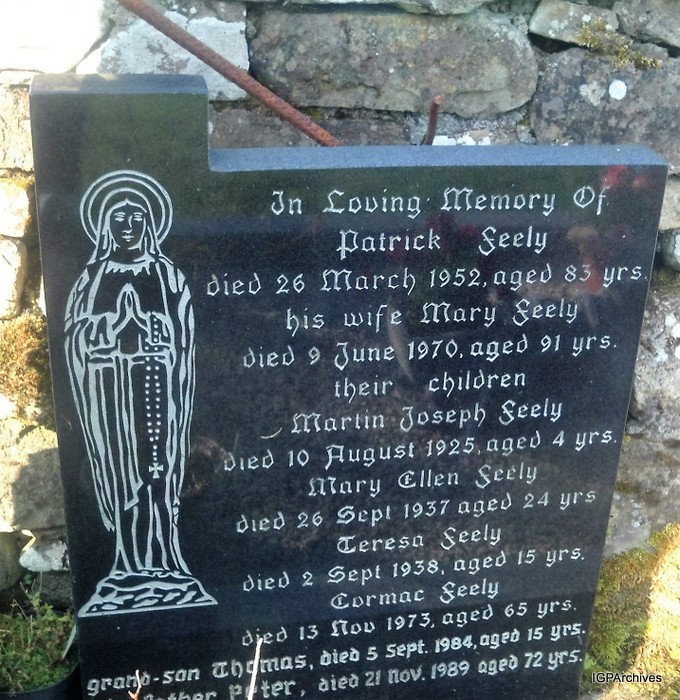 In Loving Memory Of
Patrick Feely
died 26 March 1952, aged 83 yrs.
his wife Mary Feely
died 9 June 1970, aged 91 yrs.
their children
Martin Joseph Feely
died 10 August 1925, aged 4 yrs.
Mary Ellen Feely
died 26 Sept 1937 aged 24 yrs
Teresa Feely
died 2 Sept 1938, aged 15 yrs.
Cormac Feely
died 13 Nov 1973, aged 65 yrs.
grand-son Thomas, died 5 Sept. 1984, aged 15 yrs.
Peter, died 21 Nov. 1989 aged 72 yrs.
IGPArchives